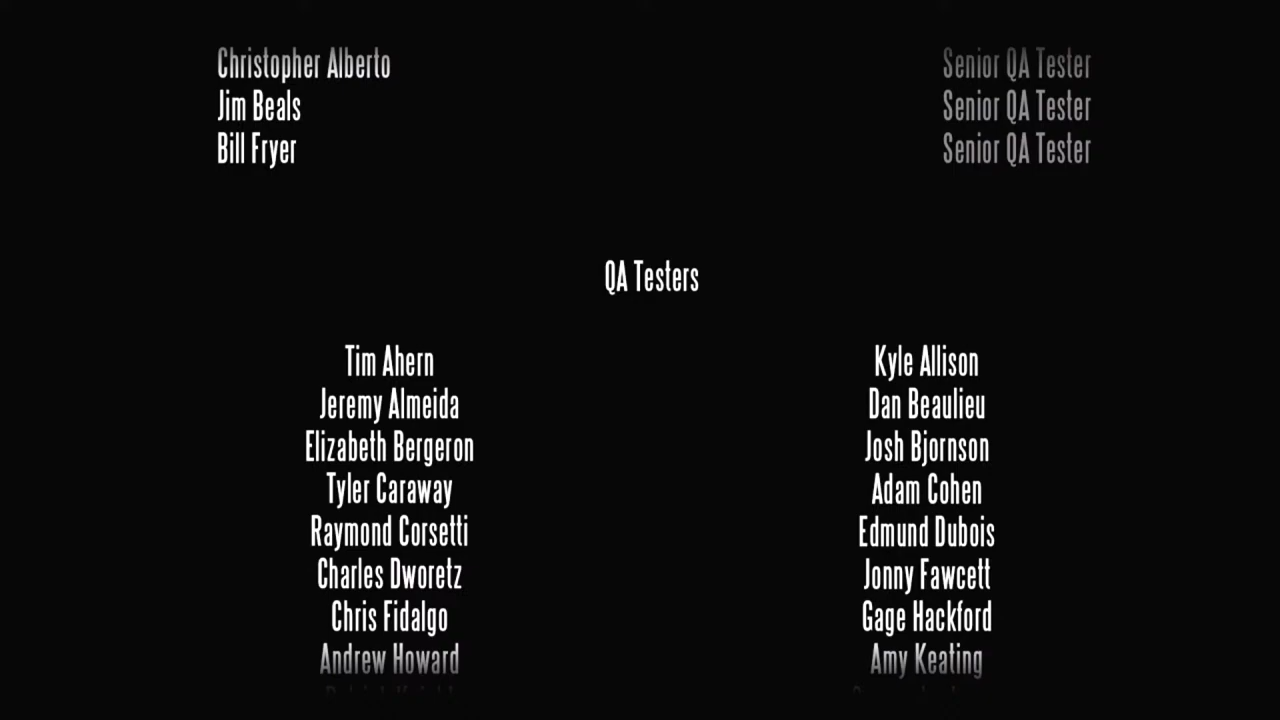 Christopher Alberto Senior QA Tester
Jim Beals Senior QA Tester
Bill Fryer Senior QA Tester
QA Testers
Tim Ahern Kyle Allison
Jeremy Almeida Dan Beaulieu
Elizabeth Bergeron Josh Bjornson
Tyler Caraway Adam Cohen
Raymond Corsetti Edmund Dubois
Charles Dworetz Jonny Fawcett
Chris Fidalgo Gage Hackford
Andrew Howard Amy Keating